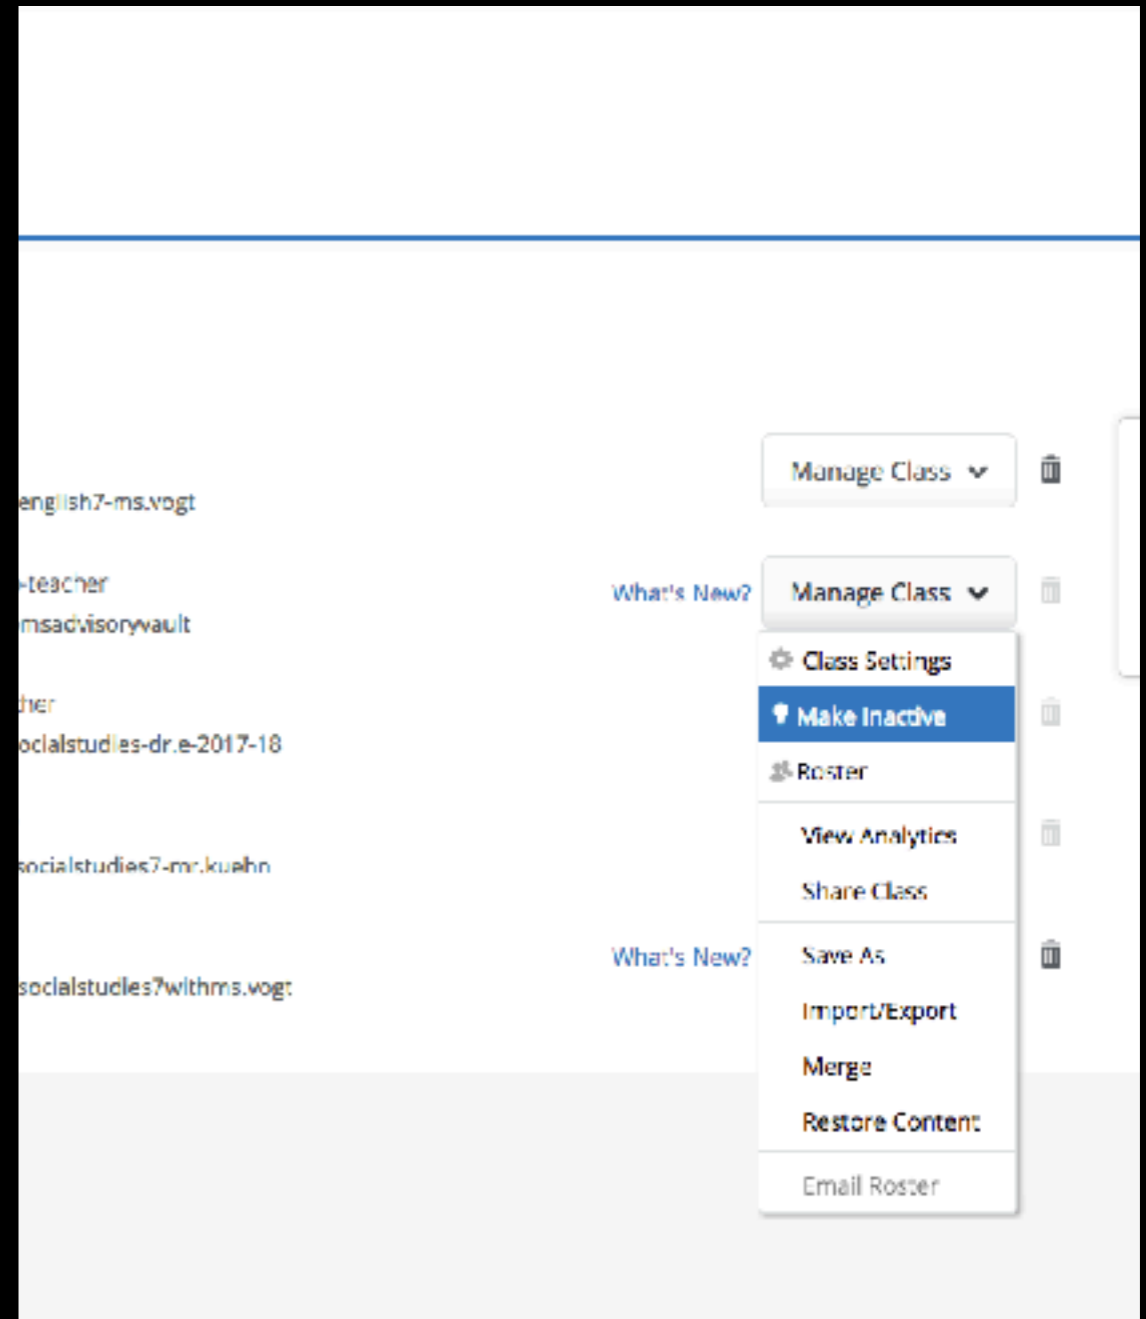 Manage Class
english7-ms.vogt
-teacher
What's New? Manage Class
msadvisoryvault
Class Settings
Make Inactive
her
ocialstudies-dr.e-2017-18
Roster
View Analytics
socialstudies7-mr.kuehn
Share Class
What's New?
Save As
socialstudies7withms.vogt
Import/Export
Merge
Restore Content
Email Roster